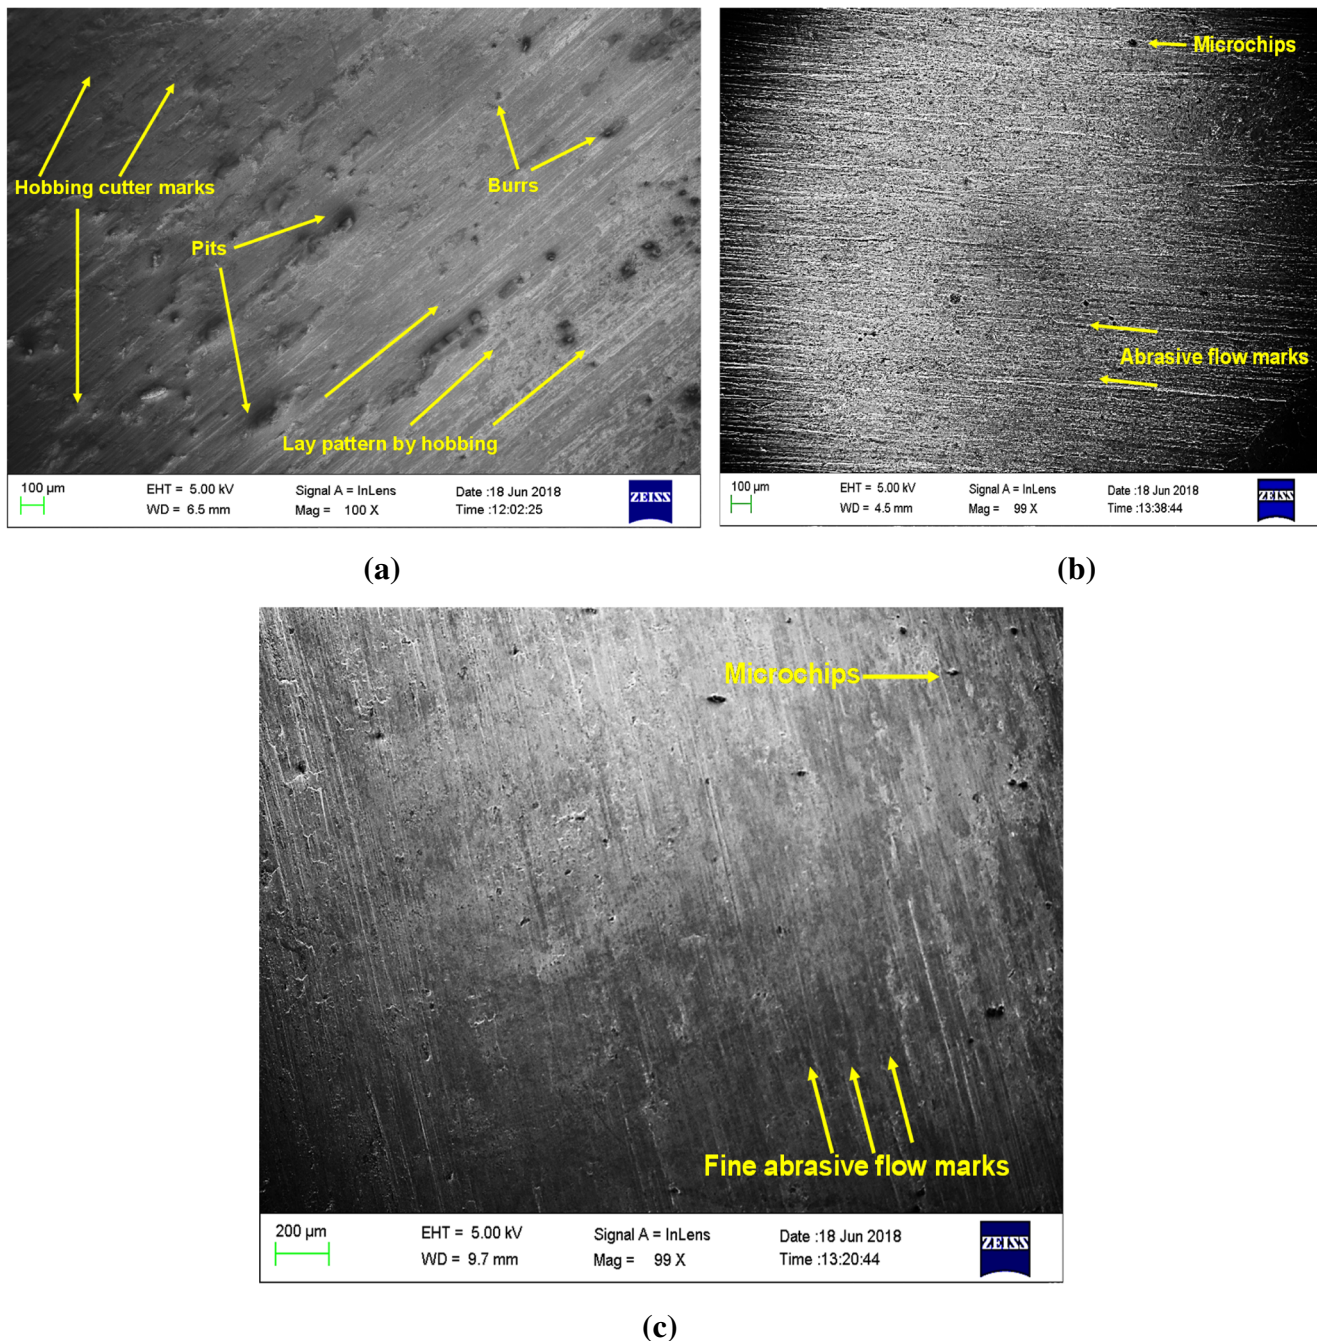 Hobbing cutter marks
Pits
Burrs
Lay pattern by hobbing
100 µm
EHT = 5.00 kV
WD = 6.5 mm
Signal A = InLens
Mag = 100 X
Date :18 Jun 2018
Time :12:02:25
ZEISS
(a)
Microchips
Abrasive flow marks
100 µm
EHT = 5.00 kV
WD = 4.5 mm
Signal A = InLens
Mag = 99 X
Date :18 Jun 2018
Time :13:38:44
ZEISS
(b)
Microchips
Fine abrasive flow marks
200 µm
EHT = 5.00 kV
WD = 9.7 mm
Signal A = InLens
Mag = 99 X
Date :18 Jun 2018
Time :13:20:44
ZEISS
(c)